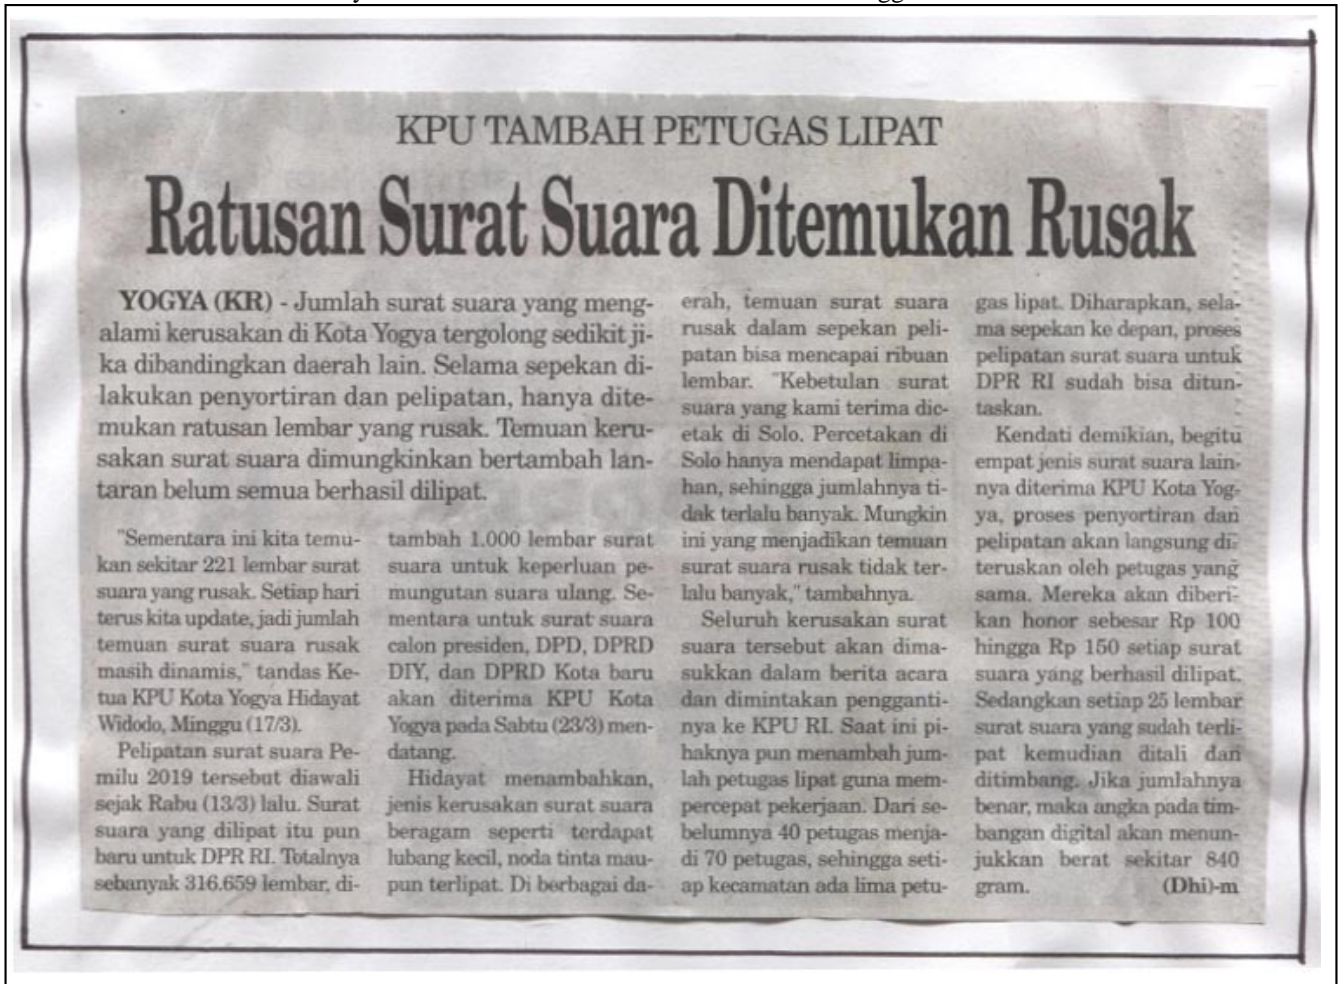 KPU TAMBAH PETUGAS LIPAT
Ratusan Surat Suara Ditemukan Rusak
YOGYA (KR) - Jumlah surat suara yang meng-
alami kerusakan di Kota Yogya tergolong sedikit ji-
ka dibandingkan daerah lain. Selama sepekan di-
lakukan penyortiran dan pelipatan, hanya dite-
mukan ratusan lembar yang rusak. Temuan keru-
sakan surat suara dimungkinkan bertambah lan-
taran belum semua berhasil dilipat.
"Sementara ini kita temu-
kan sekitar 221 lembar surat
suara yang rusak. Setiap hari
terus kita update, jadi jumlah
temuan surat suara rusak
masih dinamis," tandas Ke-
tua KPU Kota Yogya Hidayat
Widodo, Minggu (17/3).
Pelipatan surat suara Pe-
milu 2019 tersebut diawali
sejak Rabu (13/3) lalu. Surat
suara yang dilipat itu pun
baru untuk DPR RI. Totalnya
sebanyak 316.659 lembar, di-
tambah 1.000 lembar surat
suara untuk keperluan pe-
mungutan suara ulang. Se-
mentara untuk surat suara
calon presiden, DPD, DPRD
DIY, dan DPRD Kota baru
akan diterima KPU Kota
Yogya pada Sabtu (23/3) men-
datang.
Hidayat menambahkan,
jenis kerusakan surat suara
beragam seperti terdapat
lubang kecil, noda tinta mau-
pun terlipat. Di berbagai da-
erah, temuan surat suara
rusak dalam sepekan peli-
patan bisa mencapai ribuan
lembar. "Kebetulan surat
suara yang kami terima dic-
etak di Solo. Percetakan di
Solo hanya mendapat limpa-
han, sehingga jumlahnya ti-
dak terlalu banyak. Mungkin
ini yang menjadikan temuan
surat suara rusak tidak ter-
lalu banyak," tambahnya.
Seluruh kerusakan surat
suara tersebut akan dima-
sukkan dalam berita acara
dan dimintakan pengganti-
nya ke KPU RI. Saat ini pi-
haknya pun menambah jum-
lah petugas lipat guna mem-
percepat pekerjaan. Dari se-
belumnya 40 petugas menja-
di 70 petugas, sehingga seti-
ap kecamatan ada lima petu-
gas lipat. Diharapkan, sela-
ma sepekan ke depan, proses
pelipatan surat suara untuk
DPR RI sudah bisa ditun-
taskan.
Kendati demikian, begitu
empat jenis surat suara lain-
nya diterima KPU Kota Yog-
ya, proses penyortiran dan
pelipatan akan langsung di-
teruskan oleh petugas yang
sama. Mereka akan diberi-
kan honor sebesar Rp 100
hingga Rp 150 setiap surat
suara yang berhasil dilipat.
Sedangkan setiap 25 lembar
surat suara yang sudah terli-
pat kemudian ditali dan
ditimbang. Jika jumlahnya
benar, maka angka pada tim-
bangan digital akan menun-
jukkan berat sekitar 840
gram. (Dhi)-m